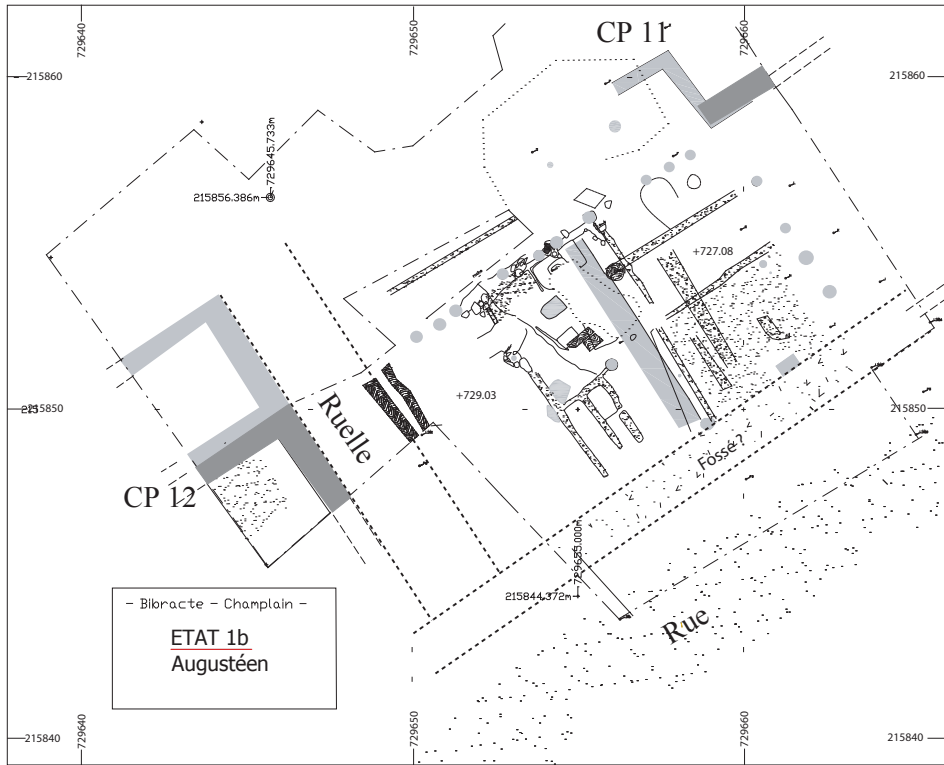 729640
729650
CP 11
729660
215860
215860
729645.733m
215856.386m
+727.08
+729.03
215850
Ruelle
Fossé ?
CP 12
729655.000m
215844.372m
Rue
- Bibracte - Champlain -
ETAT 1b
Augustéen
215840
729640
729650
729660
215840